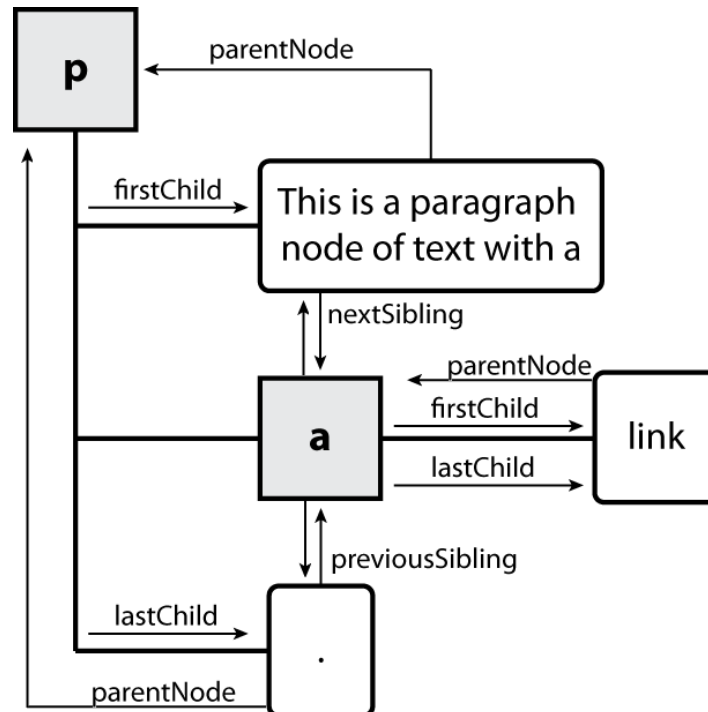 parentNode
p
firstChild
This is a paragraph
node of text with a
nextSibling
parentNode
firstChild
a
link
lastChild
previousSibling
lastChild
.
parentNode